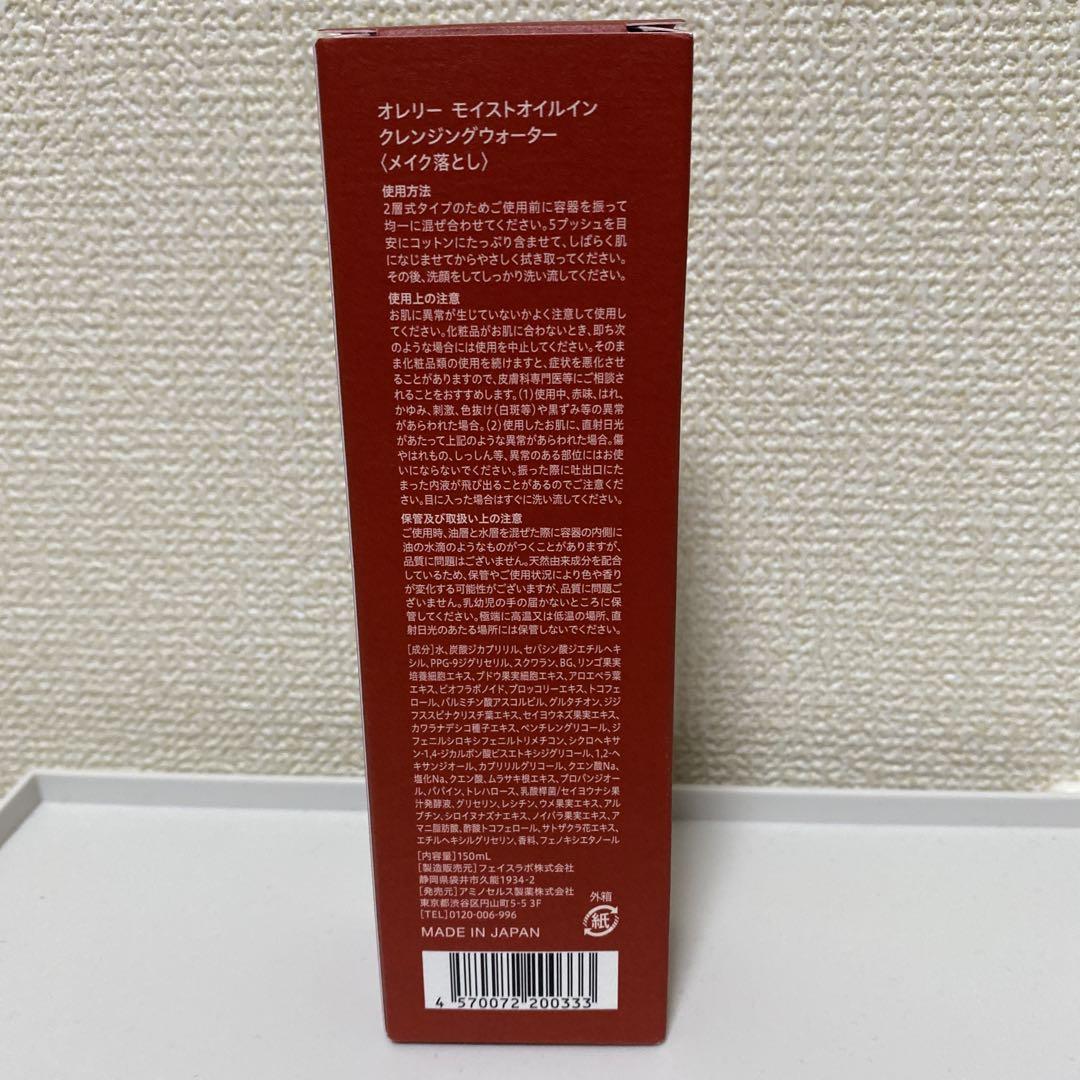 オレリー モイストオイルイン
クレンジングウォーター
〈メイク落とし〉
使用方法
2層式タイプのためご使用前に容器を振って
均一に混ぜ合わせてください。5プッシュを目
安にコットンにたっぷり含ませて、しばらく肌
になじませてからやさしく拭き取ってください。
その後、洗顔をしてしっかり洗い流してください。
使用上の注意
お肌に異常が生じていないかよく注意して使用し
てください。化粧品がお肌に合わないとき、即ち次
のような場合には使用を中止してください。そのま
ま化粧品類の使用を続けますと、症状を悪化させ
ることがありますので、皮膚科専門医等にご相談さ
れることをおすすめします。(1)使用中、赤味、はれ、
かゆみ、刺激、色抜け(白斑等)や黒ずみ等の異常
があらわれた場合。(2)使用したお肌に、直射日光
があたって上記のような異常があらわれた場合。傷
やはれもの、しっしん等、異常のある部位にはお使
いにならないでください。振った際に吐出口にた
まった内液が飛び出ることがあるのでご注意くだ
さい。目に入った場合はすぐに洗い流してください。
保管及び取扱い上の注意
ご使用時、油層と水層を混ぜた際に容器の内側に
油の水滴のようなものがつくことがありますが、
品質に問題はございません。天然由来成分を配合
しているため、保管やご使用状況により色や香り
が変化する可能性がございますが、品質に問題ご
ざいません。乳幼児の手の届かないところに保
管してください。極端に高温又は低温の場所、直
射日光のあたる場所には保管しないでください。
[成分]水、炭酸ジカプリリル、セバシン酸ジエチルヘキ
シル、PPG-9ジグリセリル、スクワラン、BG、リンゴ果実
培養細胞エキス、ブドウ果実細胞エキス、アロエベラ葉
エキス、ビオフラボノイド、ブロッコリーエキス、トコフェ
ロール、パルミチン酸アスコルビル、グルタチオン、ジジ
フススピナクリスチ葉エキス、セイヨウネズ果実エキス、
カワラナデシコ種子エキス、ペンチレングリコール、ジ
フェニルシロキシフェニルトリメチコン、シクロヘキサ
ン-1,4-ジカルボン酸ビスエトキシジグリコール、1,2-ヘ
キサンジオール、カプリリルグリコール、クエン酸Na、
塩化Na、クエン酸、ムラサキ根エキス、プロパンジオー
ル、パパイン、トレハロース、乳酸桿菌/セイヨウナシ果
汁発酵液、グリセリン、レシチン、ウメ果実エキス、アル
ブチン、シロイヌナズナエキス、ノイバラ果実エキス、ア
マニ脂肪酸、酢酸トコフェロール、サトザクラ花エキス、
エチルヘキシルグリセリン、香料、フェノキシエタノール
[内容量]150mL
[製造販売元]フェイスラボ株式会社
静岡県袋井市久能1934-2
[発売元]アミノセルス製薬株式会社
東京都渋谷区円山町5-5 3F
[TEL]0120-006-996
MADE IN JAPAN
外箱
紙
4 570072 200333